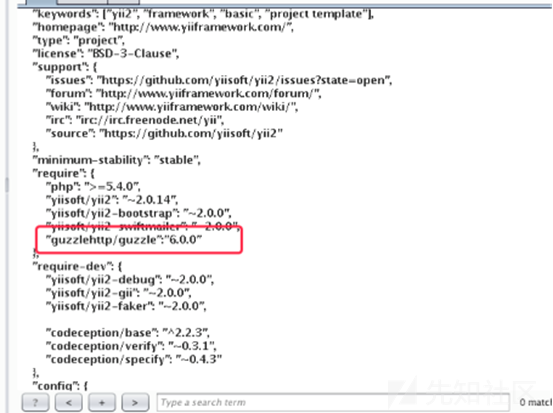 "keywords": ["yii2", "framework", "basic", "project template"],
"homepage": "http://www.yiiframework.com/",
"type": "project",
"license": "BSD-3-Clause",
"support": {
"issues": "https://github.com/yiisoft/yii2/issues?state=open",
"forum": "http://www.yiiframework.com/forum/",
"wiki": "http://www.yiiframework.com/wiki/",
"irc": "irc://irc.freenode.net/yii",
"source": "https://github.com/yiisoft/yii2"
},
"minimum-stability": "stable",
"require": {
"php": ">=5.4.0",
"yiisoft/yii2": "~2.0.14",
"yiisoft/yii2-bootstrap": "~2.0.0",
"yiisoft/yii2-swiftmailer": "~2.0.0",
"guzzlehttp/guzzle":"6.0.0"
},
"require-dev": {
"yiisoft/yii2-debug": "~2.0.0",
"yiisoft/yii2-gii": "~2.0.0",
"yiisoft/yii2-faker": "~2.0.0",
"codeception/base": "^2.2.3",
"codeception/verify": "~0.3.1",
"codeception/specify": "~0.4.3"
},
"config": {
? < + > Type a search term 0 matc
先知社区